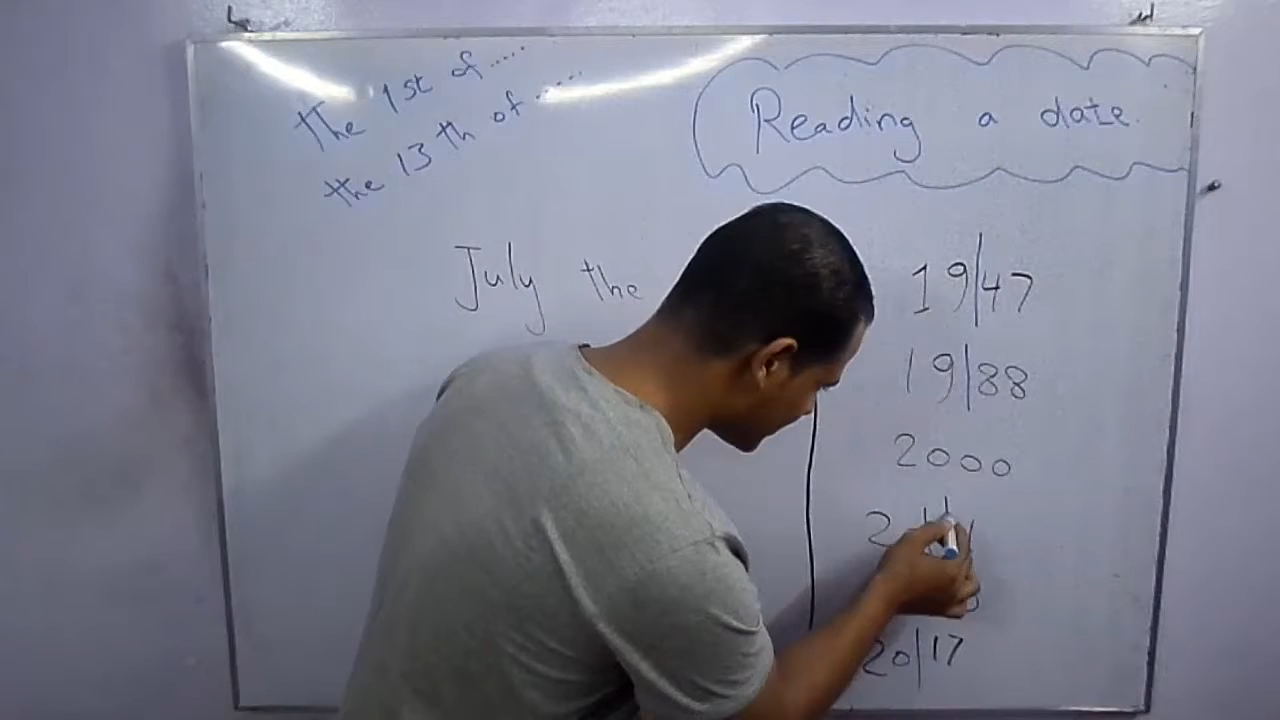 the 1st of .....
the 13th of .....
Reading a date.
July the
19/47
19/88
2000
20/17